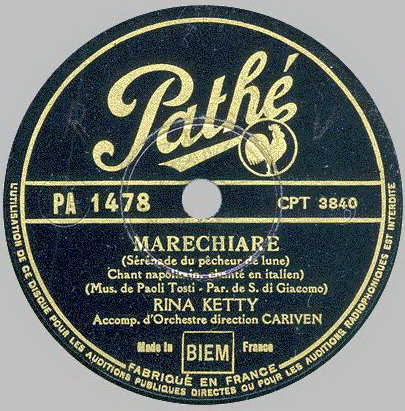 Pathé
PA 1478
CPT 3840
MARECHIARE
(Sérénade du pêcheur de lune)
Chant napolitain, chanté en italien)
(Mus. de Paoli Tosti - Par. de S. di Giacomo)
RINA KETTY
Accomp. d'Orchestre direction CARIVEN
Made in BIEM France
FABRIQUÉ EN FRANCE
L'UTILISATION DE CE DISQUE POUR LES AUDITIONS PUBLIQUES DIRECTES OU POUR LES AUDITIONS RADIOPHONIQUES EST INTERDITE